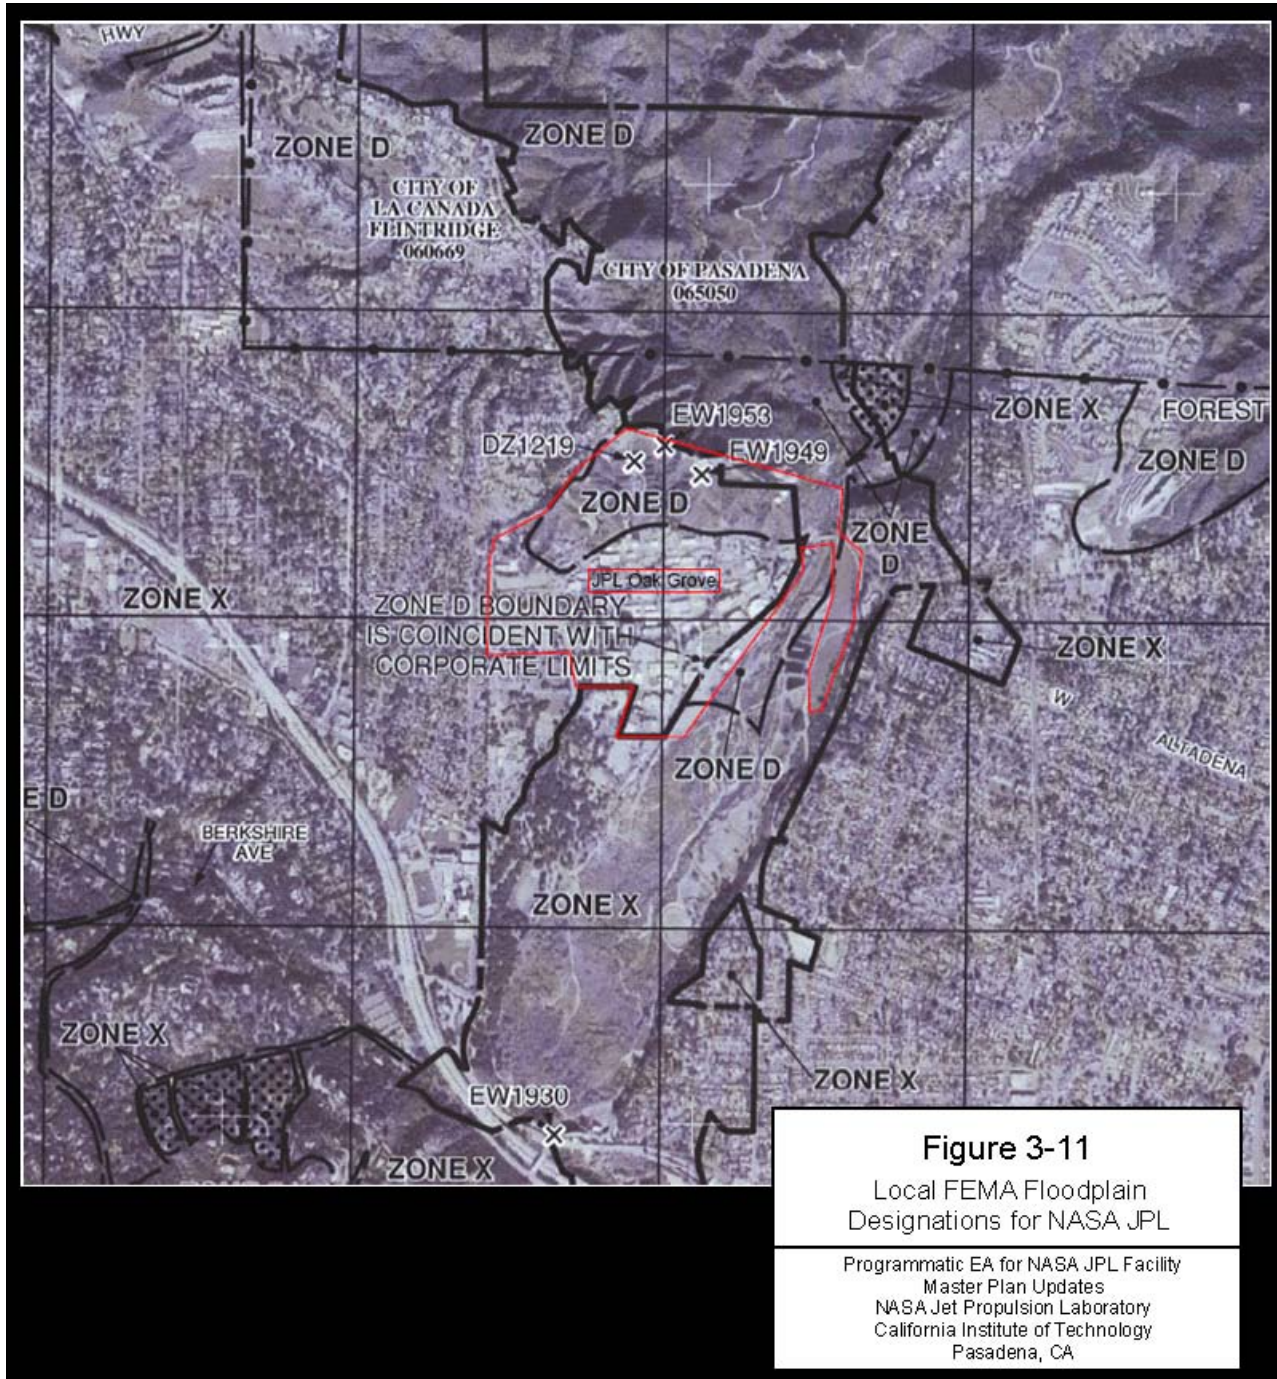 HWY
ZONE D
ZONE D
CITY OF
LA CANADA
FLINTRIDGE
060669
CITY OF PASADENA
065050
ZONE X
FOREST
EW1953
DZ1219
EW1949
ZONE D
ZONE D
ZONE
D
JPL Oak Grove
ZONE X
ZONE D BOUNDARY
IS COINCIDENT WITH
CORPORATE LIMITS
ZONE X
W
ALTADENA
ZONE D
E D
BERKSHIRE
AVE
ZONE X
ZONE X
ZONE X
EW1930
ZONE X
Figure 3-11
Local FEMA Floodplain
Designations for NASA JPL
Programmatic EA for NASA JPL Facility
Master Plan Updates
NASA Jet Propulsion Laboratory
California Institute of Technology
Pasadena, CA